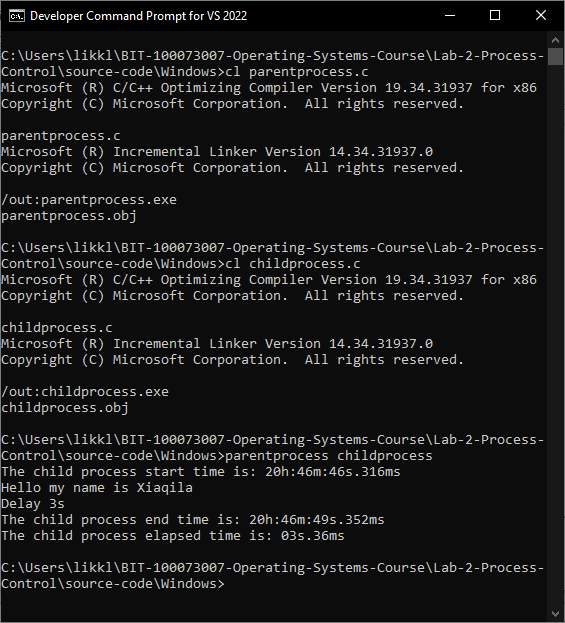 Developer Command Prompt for VS 2022
C:\Users\likkl\BIT-100073007-Operating-Systems-Course\Lab-2-Process-
Control\source-code\Windows>cl parentprocess.c
Microsoft (R) C/C++ Optimizing Compiler Version 19.34.31937 for x86
Copyright (C) Microsoft Corporation.  All rights reserved.
parentprocess.c
Microsoft (R) Incremental Linker Version 14.34.31937.0
Copyright (C) Microsoft Corporation.  All rights reserved.
/out:parentprocess.exe
parentprocess.obj
C:\Users\likkl\BIT-100073007-Operating-Systems-Course\Lab-2-Process-
Control\source-code\Windows>cl childprocess.c
Microsoft (R) C/C++ Optimizing Compiler Version 19.34.31937 for x86
Copyright (C) Microsoft Corporation.  All rights reserved.
childprocess.c
Microsoft (R) Incremental Linker Version 14.34.31937.0
Copyright (C) Microsoft Corporation.  All rights reserved.
/out:childprocess.exe
childprocess.obj
C:\Users\likkl\BIT-100073007-Operating-Systems-Course\Lab-2-Process-
Control\source-code\Windows>parentprocess childprocess
The child process start time is: 20h:46m:46s.316ms
Hello my name is Xiaqila
Delay 3s
The child process end time is: 20h:46m:49s.352ms
The child process elapsed time is: 03s.36ms
C:\Users\likkl\BIT-100073007-Operating-Systems-Course\Lab-2-Process-
Control\source-code\Windows>